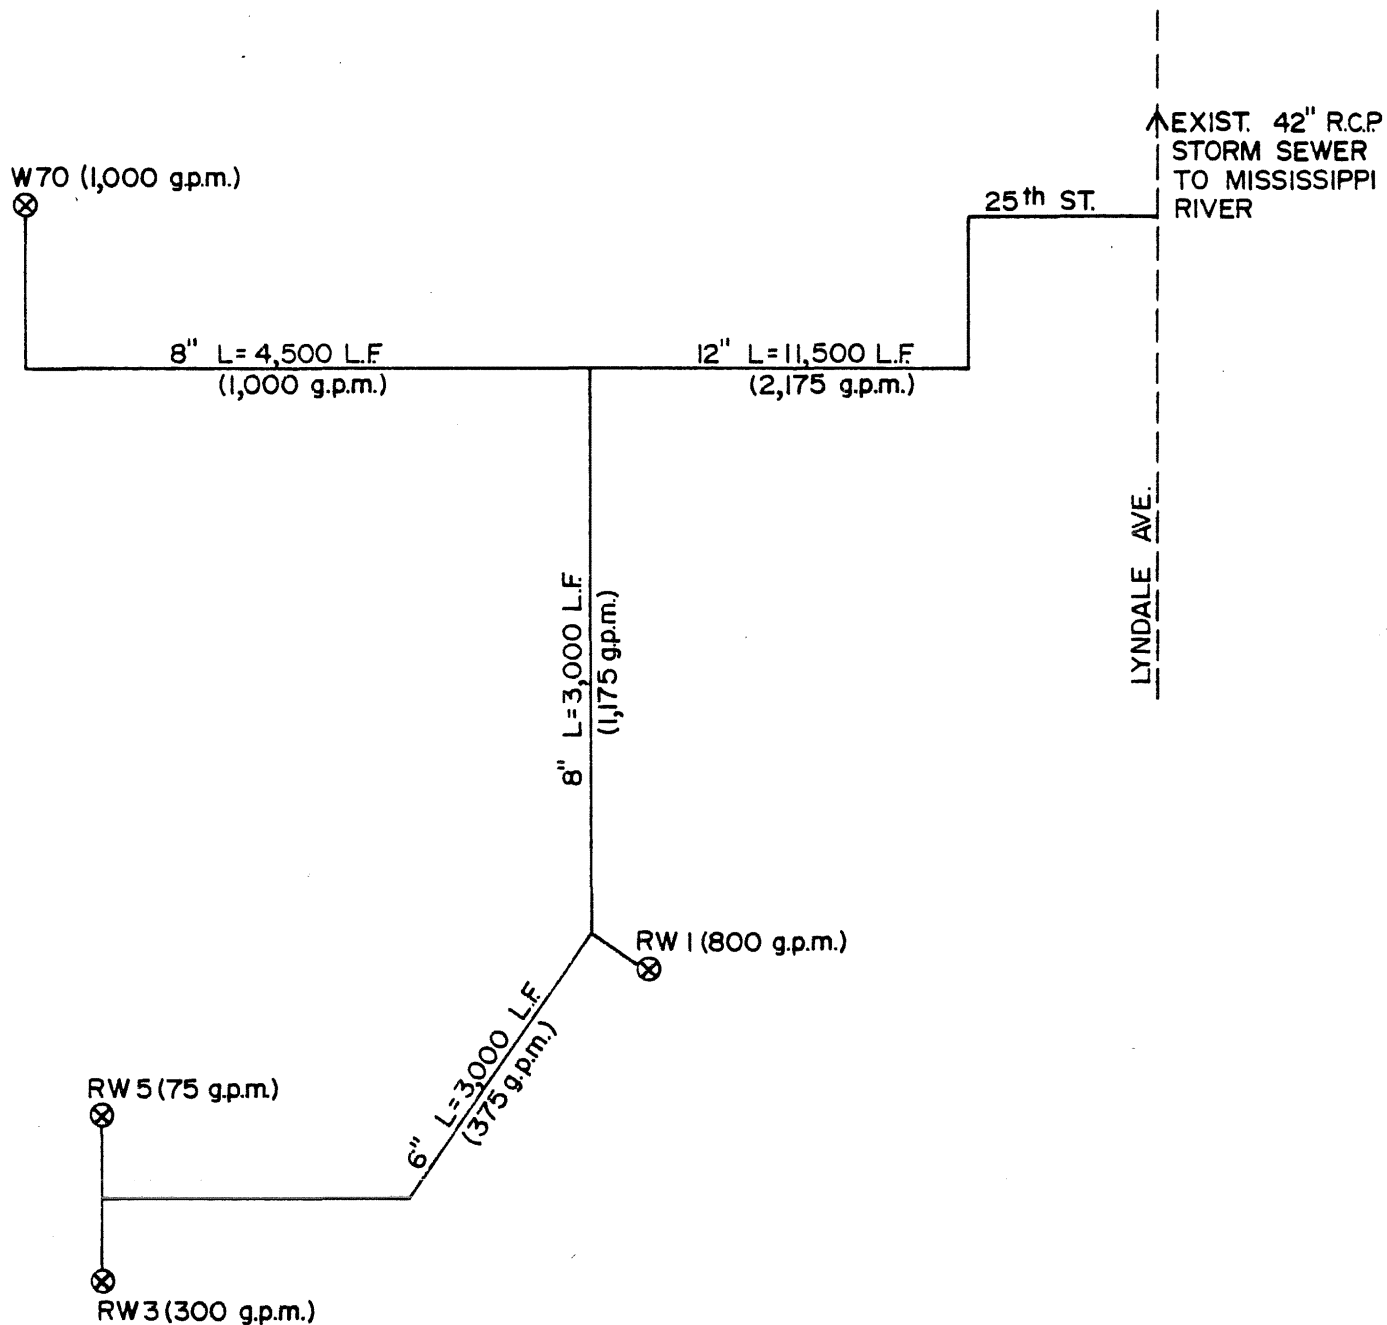 EXIST. 42" R.C.P.
STORM SEWER
TO MISSISSIPPI
RIVER
W70 (1,000 g.p.m.)
25th ST.
8" L=4,500 L.F.
(1,000 g.p.m.)
12" L=11,500 L.F.
(2,175 g.p.m.)
LYNDALE AVE.
8" L=3,000 L.F.
(1,175 g.p.m.)
RW 1 (800 g.p.m.)
6" L=3,000 L.F.
(375 g.p.m.)
RW 5 (75 g.p.m.)
RW3 (300 g.p.m.)